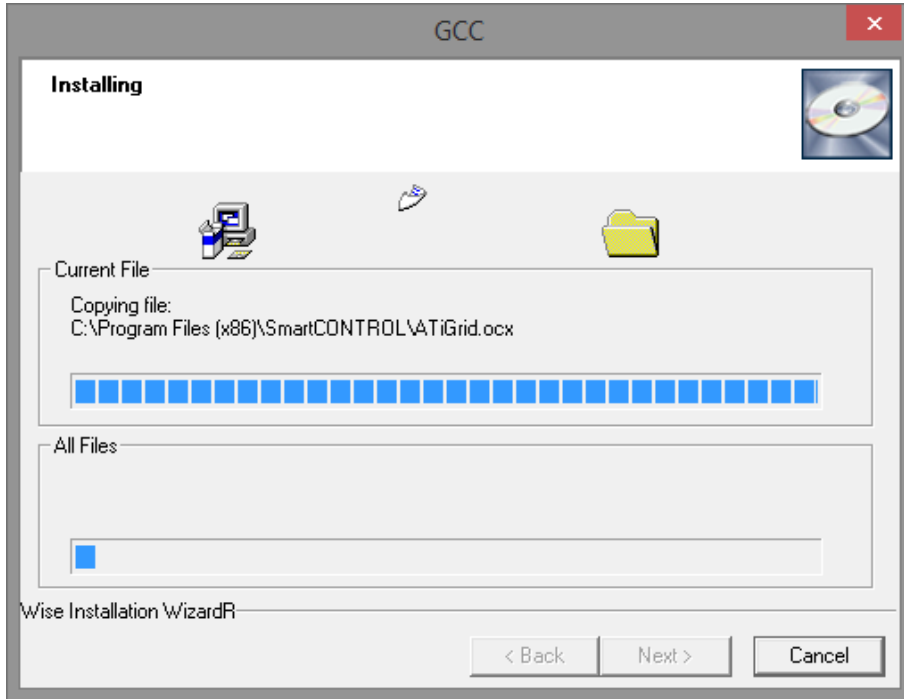 GCC
Installing
Current File
Copying file:
C:\Program Files (x86)\SmartCONTROL\ATiGrid.ocx
All Files
Wise Installation WizardR
< Back
Next >
Cancel